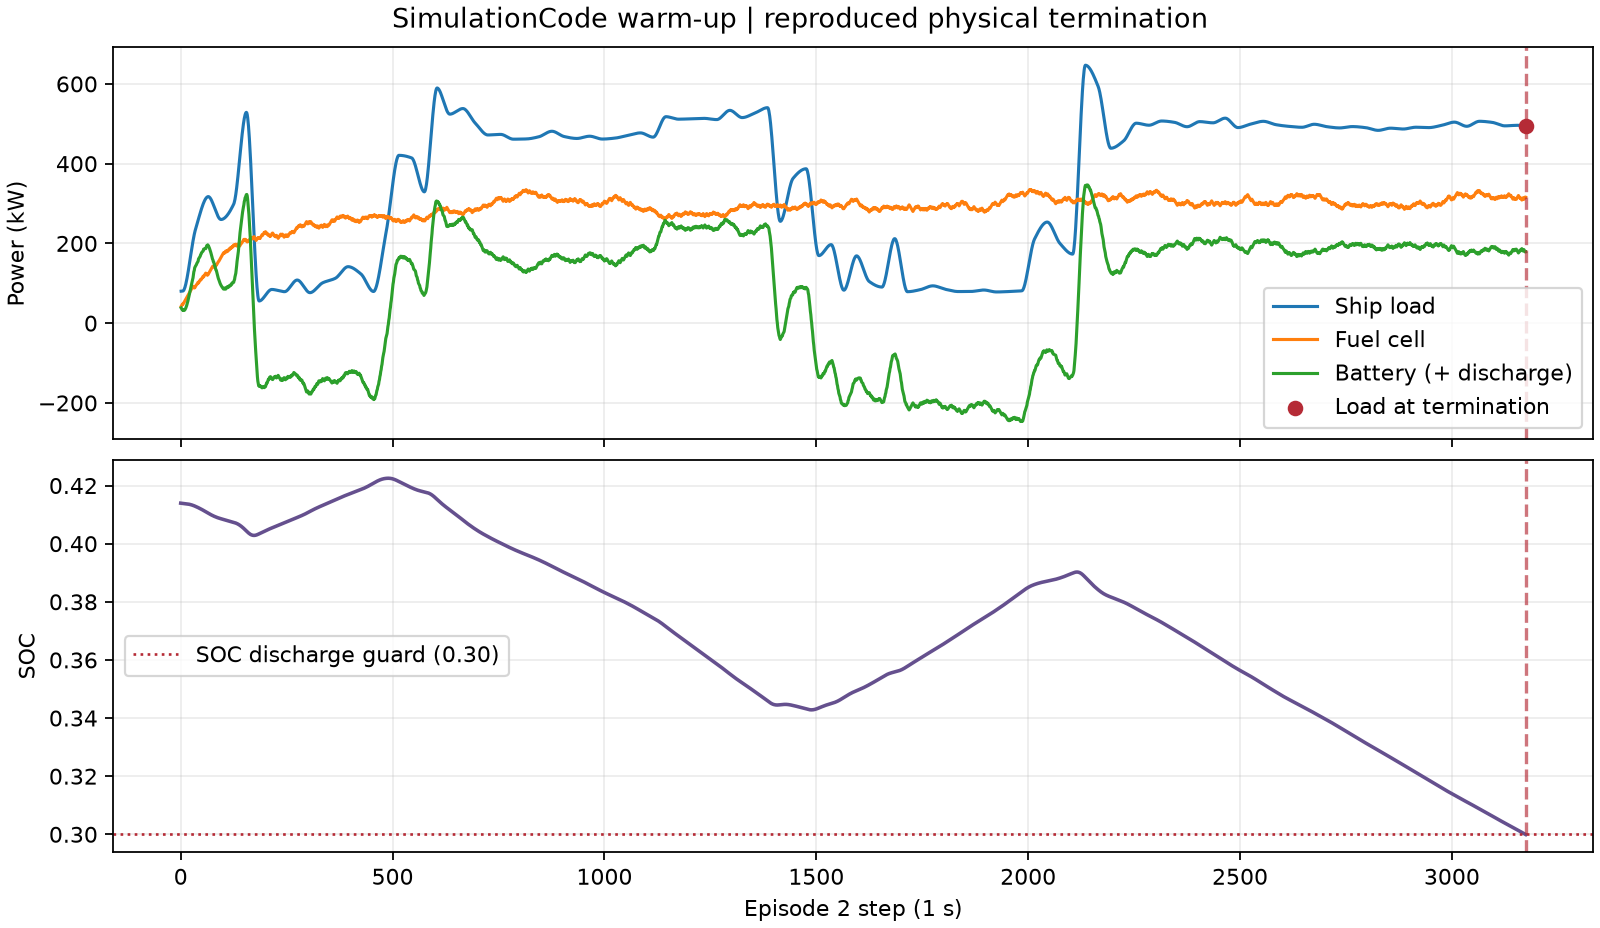 SimulationCode warm-up | reproduced physical termination
Power (kW)
600
400
200
0
−200
Ship load
Fuel cell
Battery (+ discharge)
Load at termination
SOC
0.42
0.40
0.38
0.36
0.34
0.32
0.30
SOC discharge guard (0.30)
0 500 1000 1500 2000 2500 3000
Episode 2 step (1 s)